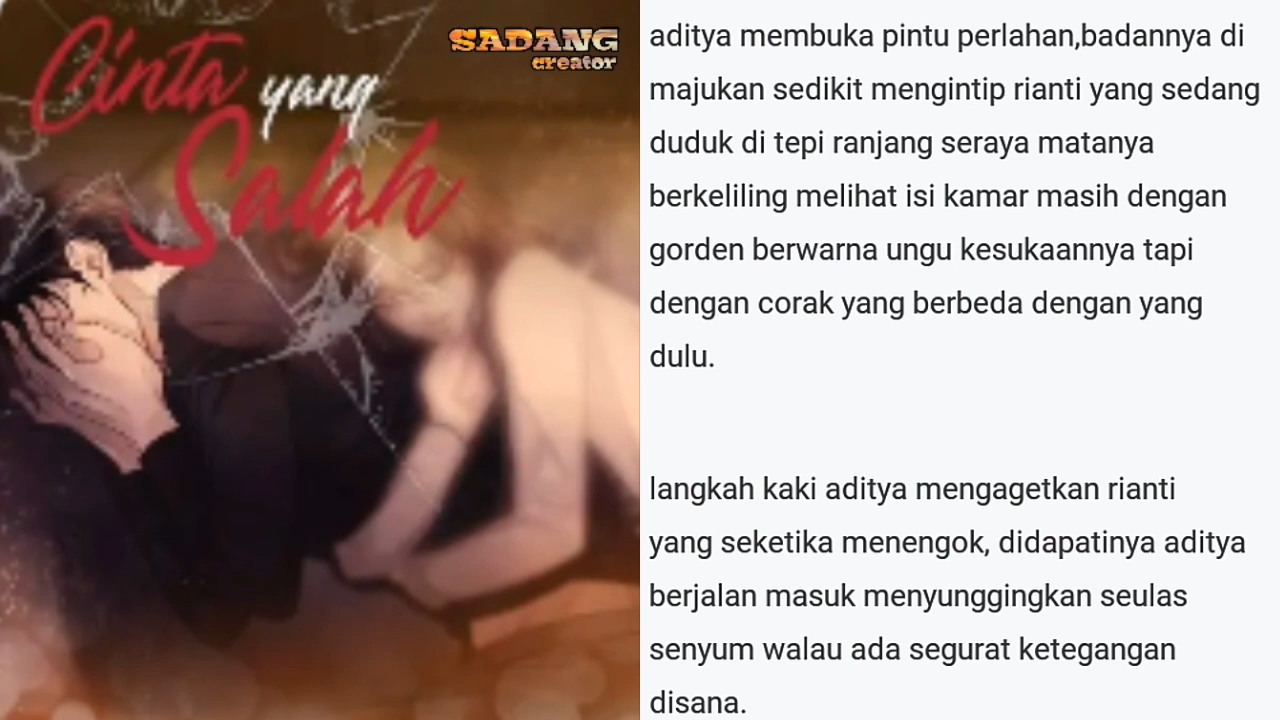 Cinta yang
Salah
SADANG
creator
aditya membuka pintu perlahan,badannya di
majukan sedikit mengintip rianti yang sedang
duduk di tepi ranjang seraya matanya
berkeliling melihat isi kamar masih dengan
gorden berwarna ungu kesukaannya tapi
dengan corak yang berbeda dengan yang
dulu.
langkah kaki aditya mengagetkan rianti
yang seketika menengok, didapatinya aditya
berjalan masuk menyunggingkan seulas
senyum walau ada segurat ketegangan
disana.